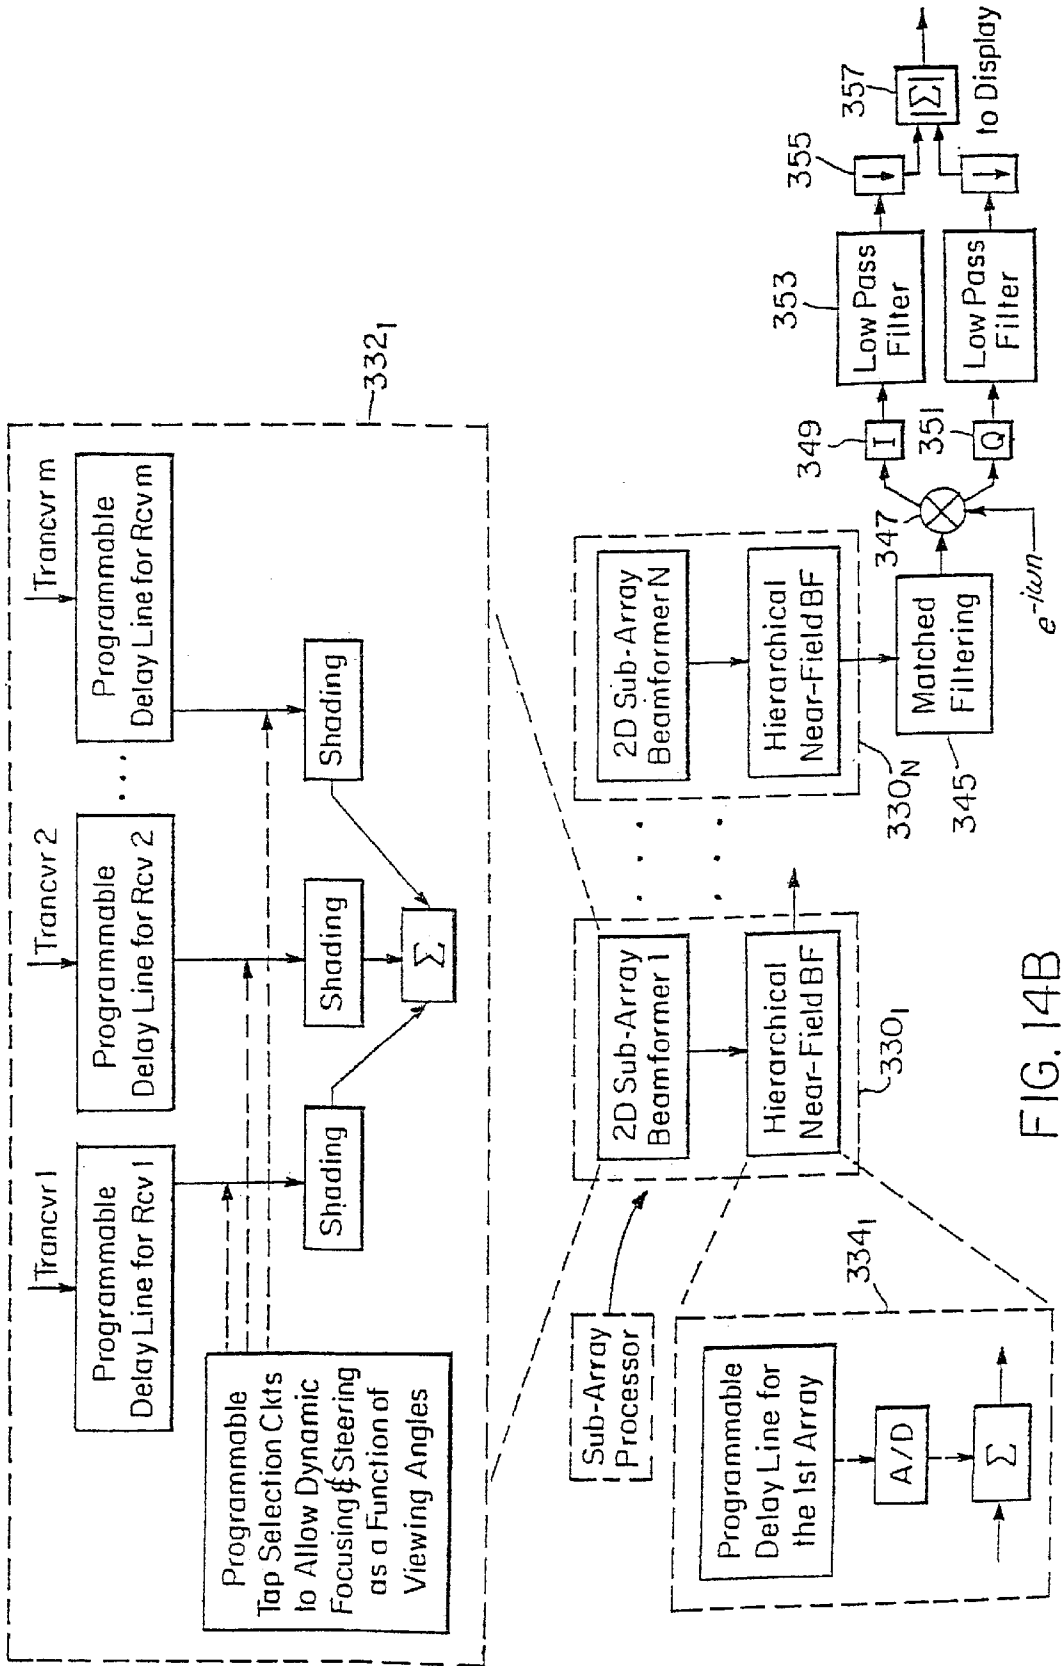 Trancvr 1
Trancvr 2
Trancvr m
Programmable
Delay Line for Rcv 1
Programmable
Delay Line for Rcv 2
. . .
Programmable
Delay Line for Rcv m
Programmable
Tap Selection Ckts
to Allow Dynamic
Focusing & Steering
as a Function of
Viewing Angles
Shading
Shading
Shading
Σ
332₁
Sub-Array
Processor
2D Sub-Array
Beamformer 1
Hierarchical
Near-Field BF
330₁
. . .
. . .
2D Sub-Array
Beamformer N
Hierarchical
Near-Field BF
330N
Programmable
Delay Line for
the 1st Array
A/D
Σ
334₁
Matched
Filtering
345
347
e^-iωn
I
349
Q
351
Low Pass
Filter
353
Low Pass
Filter
↓
355
↓
|Σ|
357
to Display
FIG. 14B